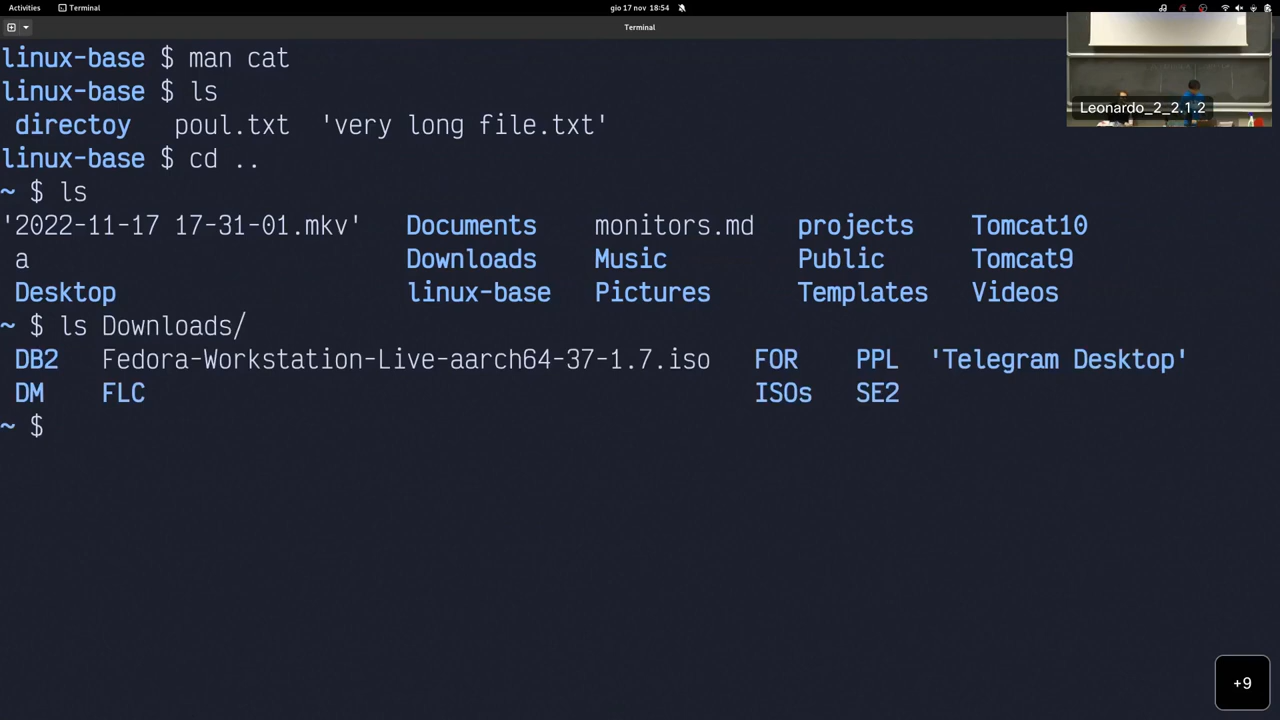 Activities Terminal gio 17 nov 18:54
Terminal
linux-base $ man cat
linux-base $ ls
directoy poul.txt 'very long file.txt'
linux-base $ cd ..
~ $ ls
'2022-11-17 17-31-01.mkv' Documents monitors.md projects Tomcat10
a Downloads Music Public Tomcat9
Desktop linux-base Pictures Templates Videos
~ $ ls Downloads/
DB2 Fedora-Workstation-Live-aarch64-37-1.7.iso FOR PPL 'Telegram Desktop'
DM FLC ISOs SE2
~ $
Leonardo_2_2.1.2
+9